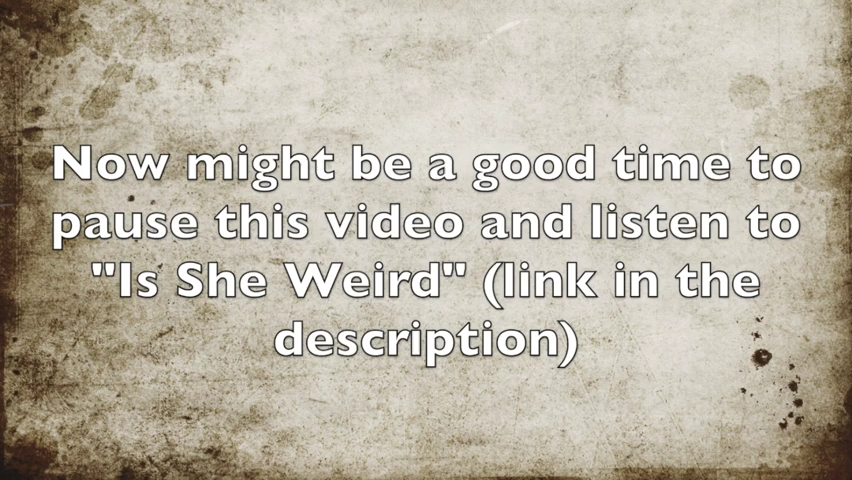 Now might be a good time to
pause this video and listen to
"Is She Weird" (link in the
description)